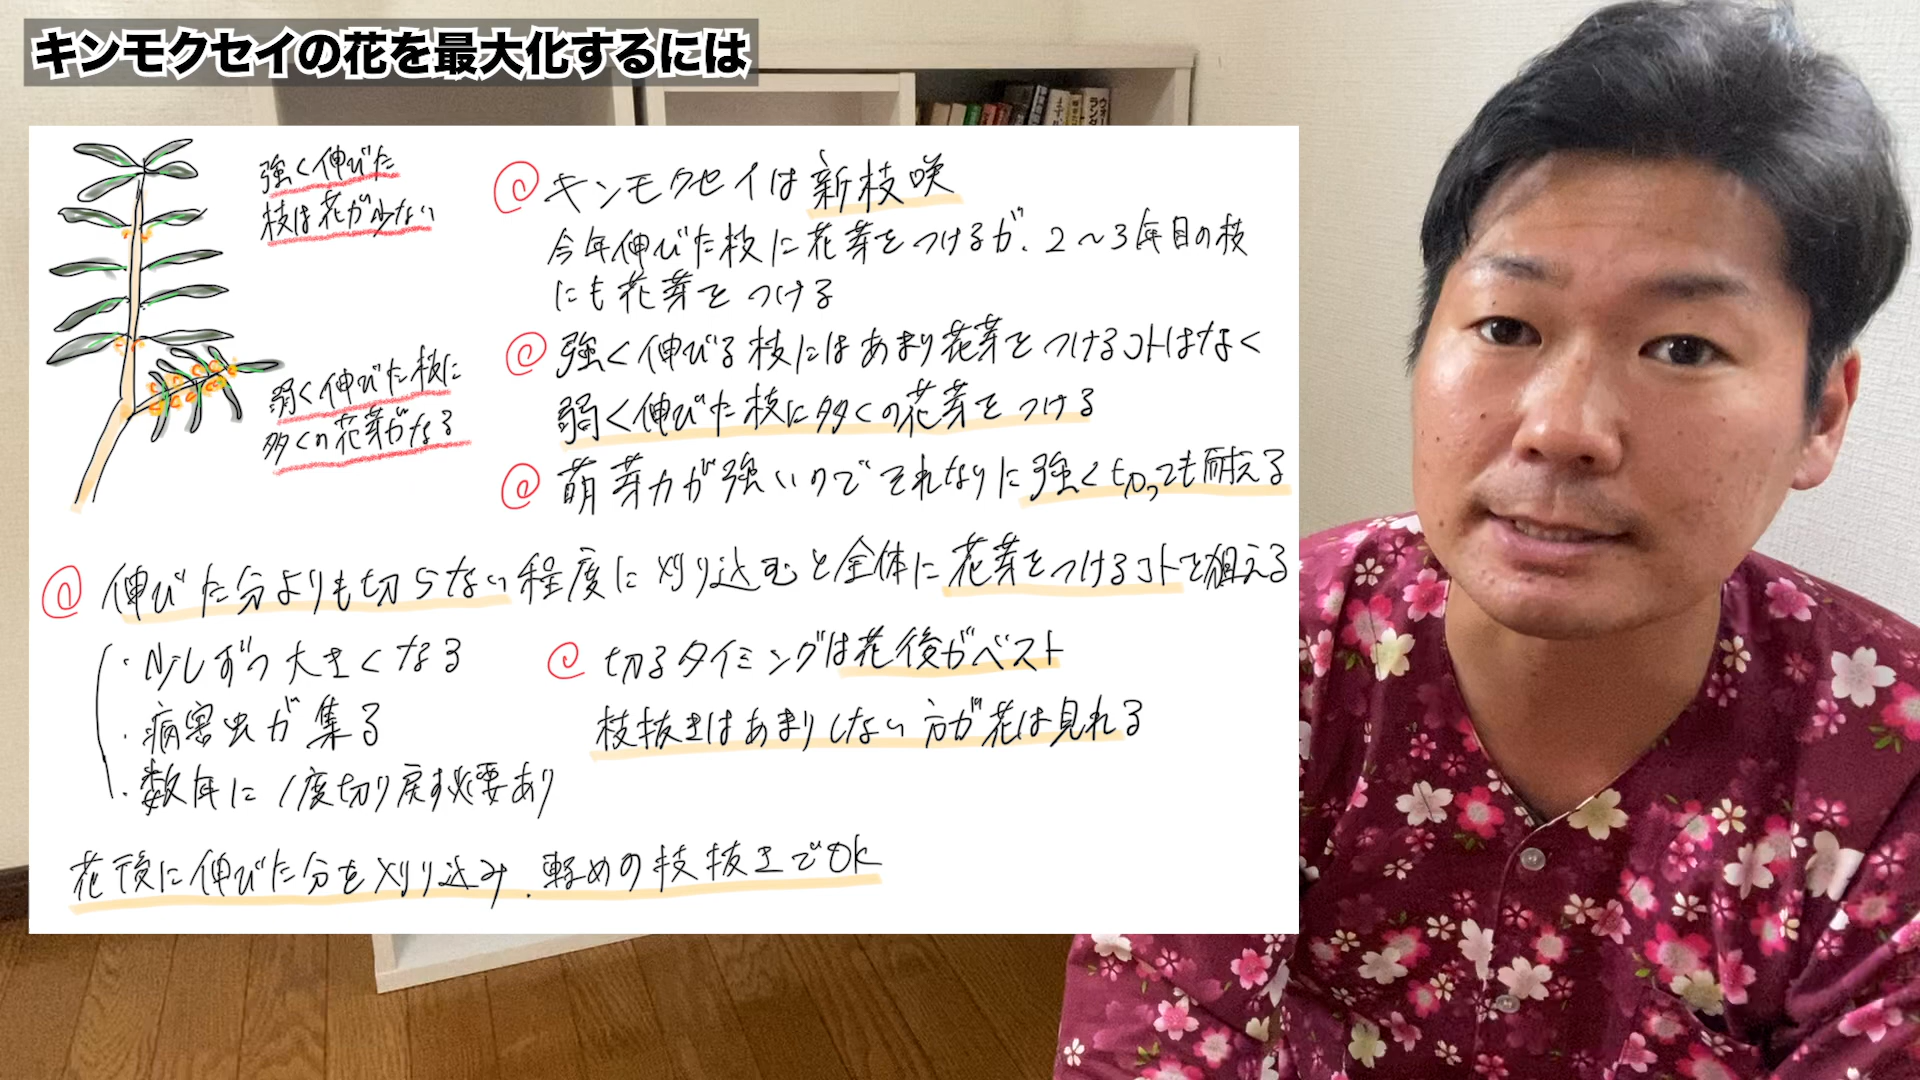 キンモクセイの花を最大化するには
強く伸びた
枝は花が少ない
弱く伸びた枝に
多くの花芽がなる
キンモクセイは新枝咲
今年伸びた枝に花芽をつけるが、2〜3年目の枝
にも花芽をつける
強く伸びる枝にはあまり花芽をつけるコトはなく
弱く伸びた枝に多くの花芽をつける
萌芽力が強いのでそれなりに強く切っても耐える
伸びた分よりも切らない程度に刈り込むと全体に花芽をつけるコトを狙える
・少しずつ大きくなる
・病害虫が集る
・数年に1度切り戻す必要あり
切るタイミングは花後がベスト
枝抜きはあまりしない方が花は見れる
花後に伸びた分を刈り込み、軽めの枝抜きでOK